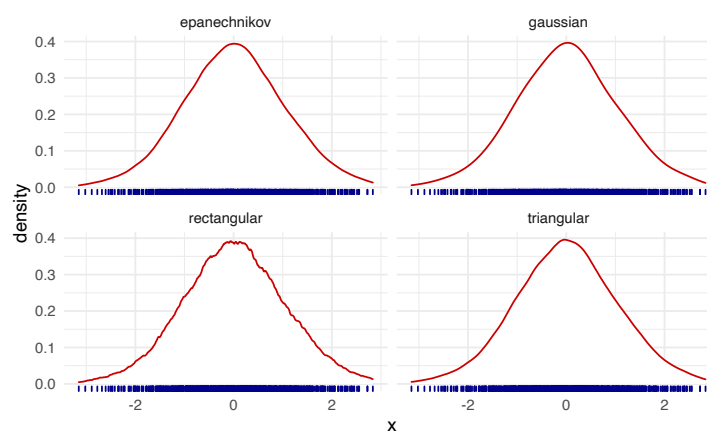 epanechnikov gaussian
0.4
0.3
0.2
0.1
0.0
density
rectangular triangular
0.4
0.3
0.2
0.1
0.0
-2 0 2 -2 0 2
x